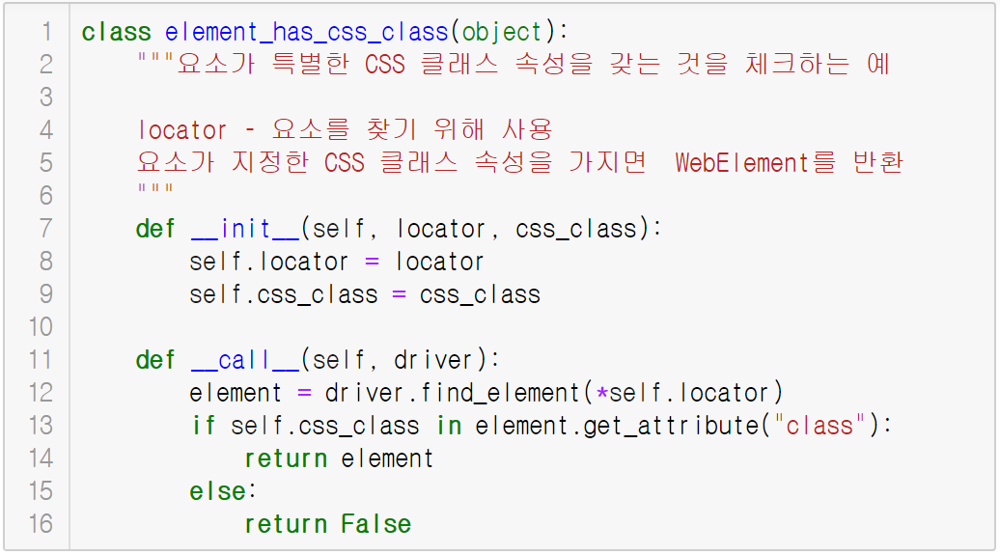 1 class element_has_css_class(object):
2     """요소가 특별한 CSS 클래스 속성을 갖는 것을 체크하는 예
3
4     locator - 요소를 찾기 위해 사용
5     요소가 지정한 CSS 클래스 속성을 가지면  WebElement를 반환
6     """
7     def __init__(self, locator, css_class):
8         self.locator = locator
9         self.css_class = css_class
10
11     def __call__(self, driver):
12         element = driver.find_element(*self.locator)
13         if self.css_class in element.get_attribute("class"):
14             return element
15         else:
16             return False